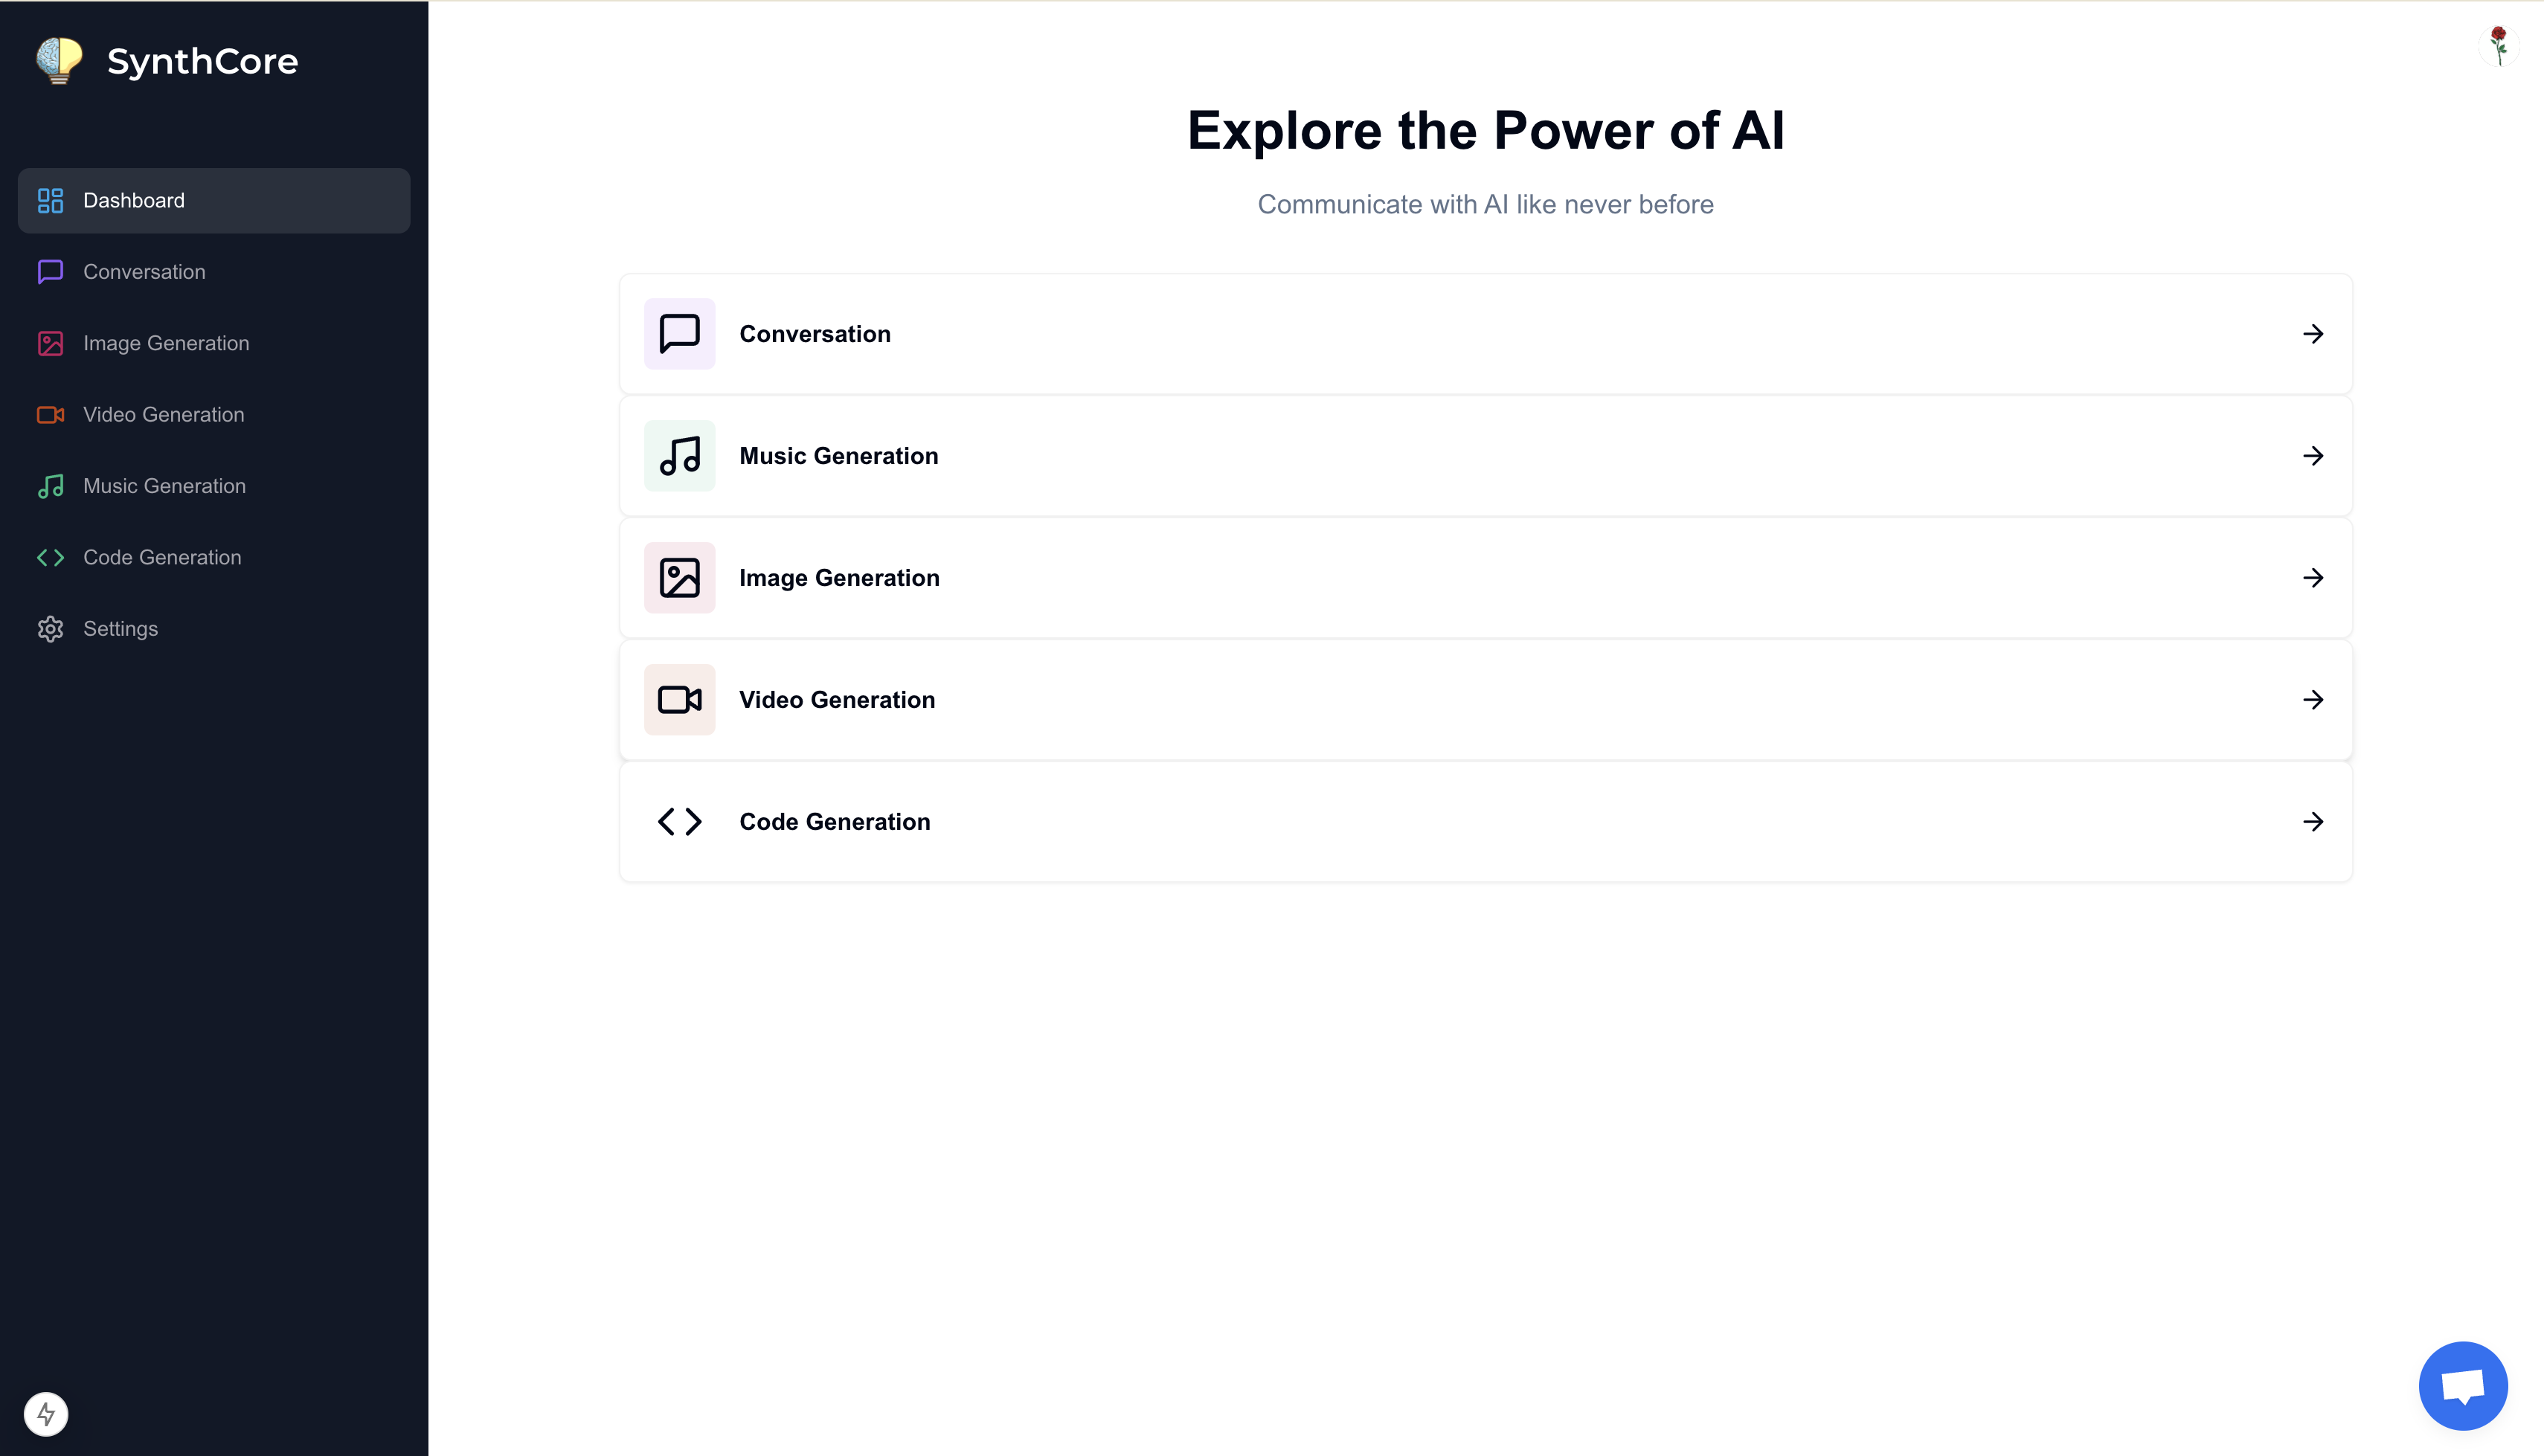 SynthCore
Dashboard
Conversation
Image Generation
Video Generation
Music Generation
Code Generation
Settings
Explore the Power of AI
Communicate with AI like never before
Conversation
Music Generation
Image Generation
Video Generation
Code Generation